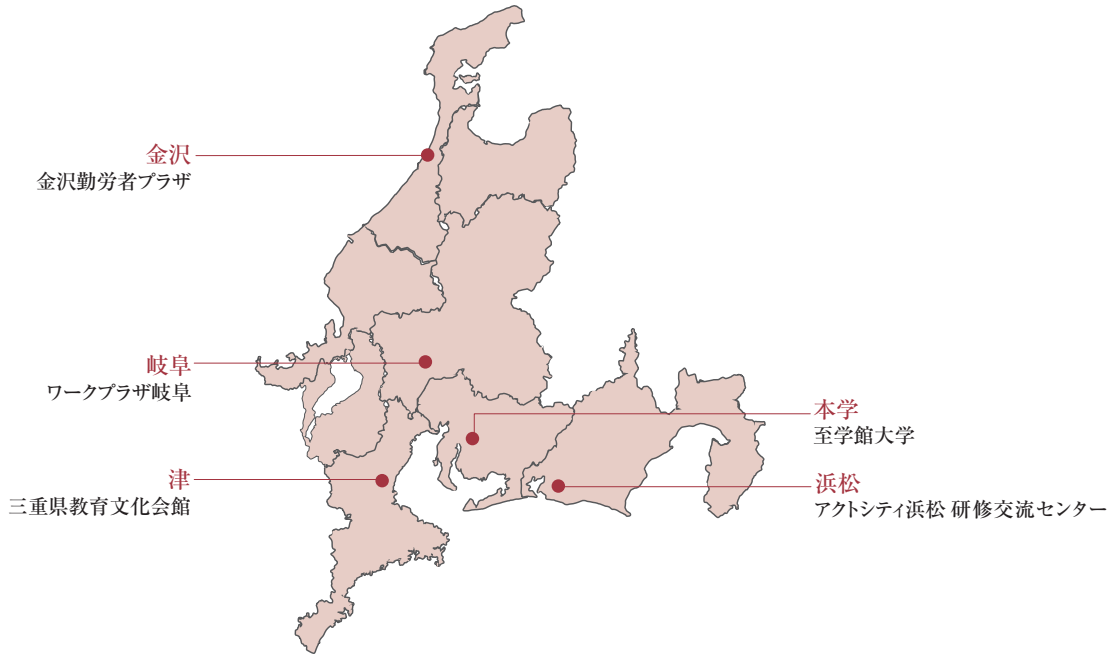 金沢
金沢勤労者プラザ
岐阜
ワークプラザ岐阜
本学
至学館大学
津
三重県教育文化会館
浜松
アクトシティ浜松 研修交流センター